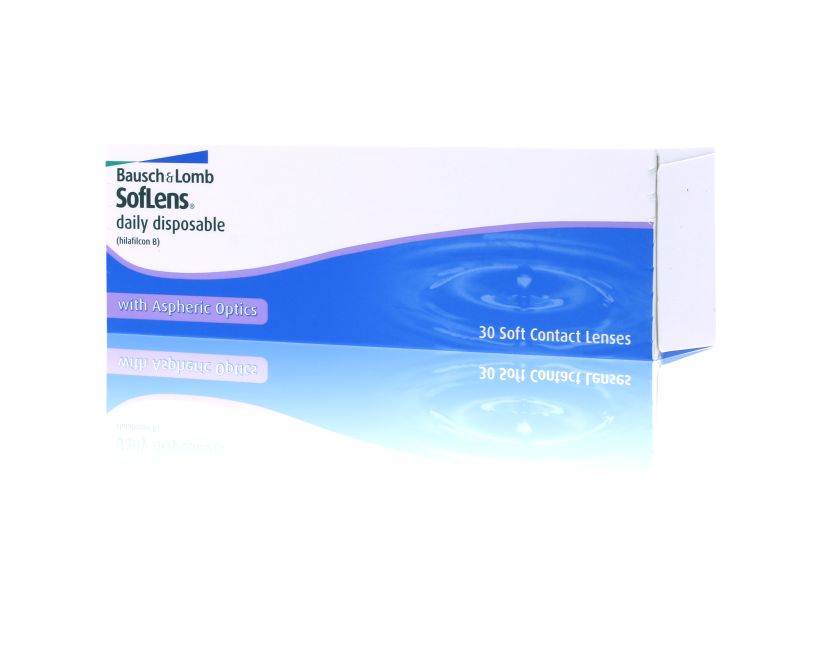 Bausch & Lomb
SofLens®
daily disposable
(hilafilcon B)
with Aspheric Optics
30 Soft Contact Lenses